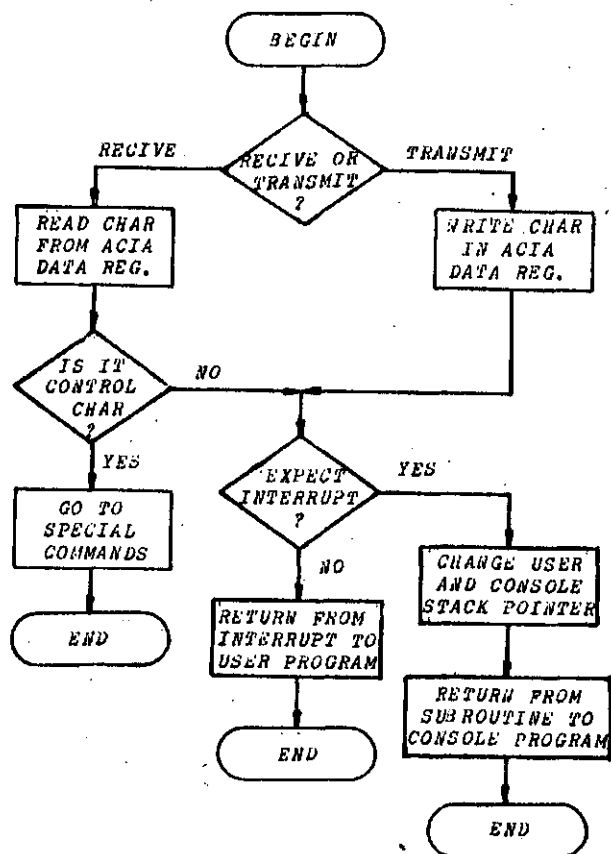 BEGIN
RECIVE
RECIVE OR
TRANSMIT
?
TRANSMIT
READ CHAR
FROM ACIA
DATA REG.
WRITE CHAR
IN ACIA
DATA REG.
IS IT
CONTROL
CHAR
?
NO
YES
EXPECT
INTERRUPT
?
YES
NO
GO TO
SPECIAL
COMMANDS
CHANGE USER
AND CONSOLE
STACK POINTER
RETURN FROM
INTERRUPT TO
USER PROGRAM
END
RETURN FROM
SUBROUTINE TO
CONSOLE PROGRAM
END
END